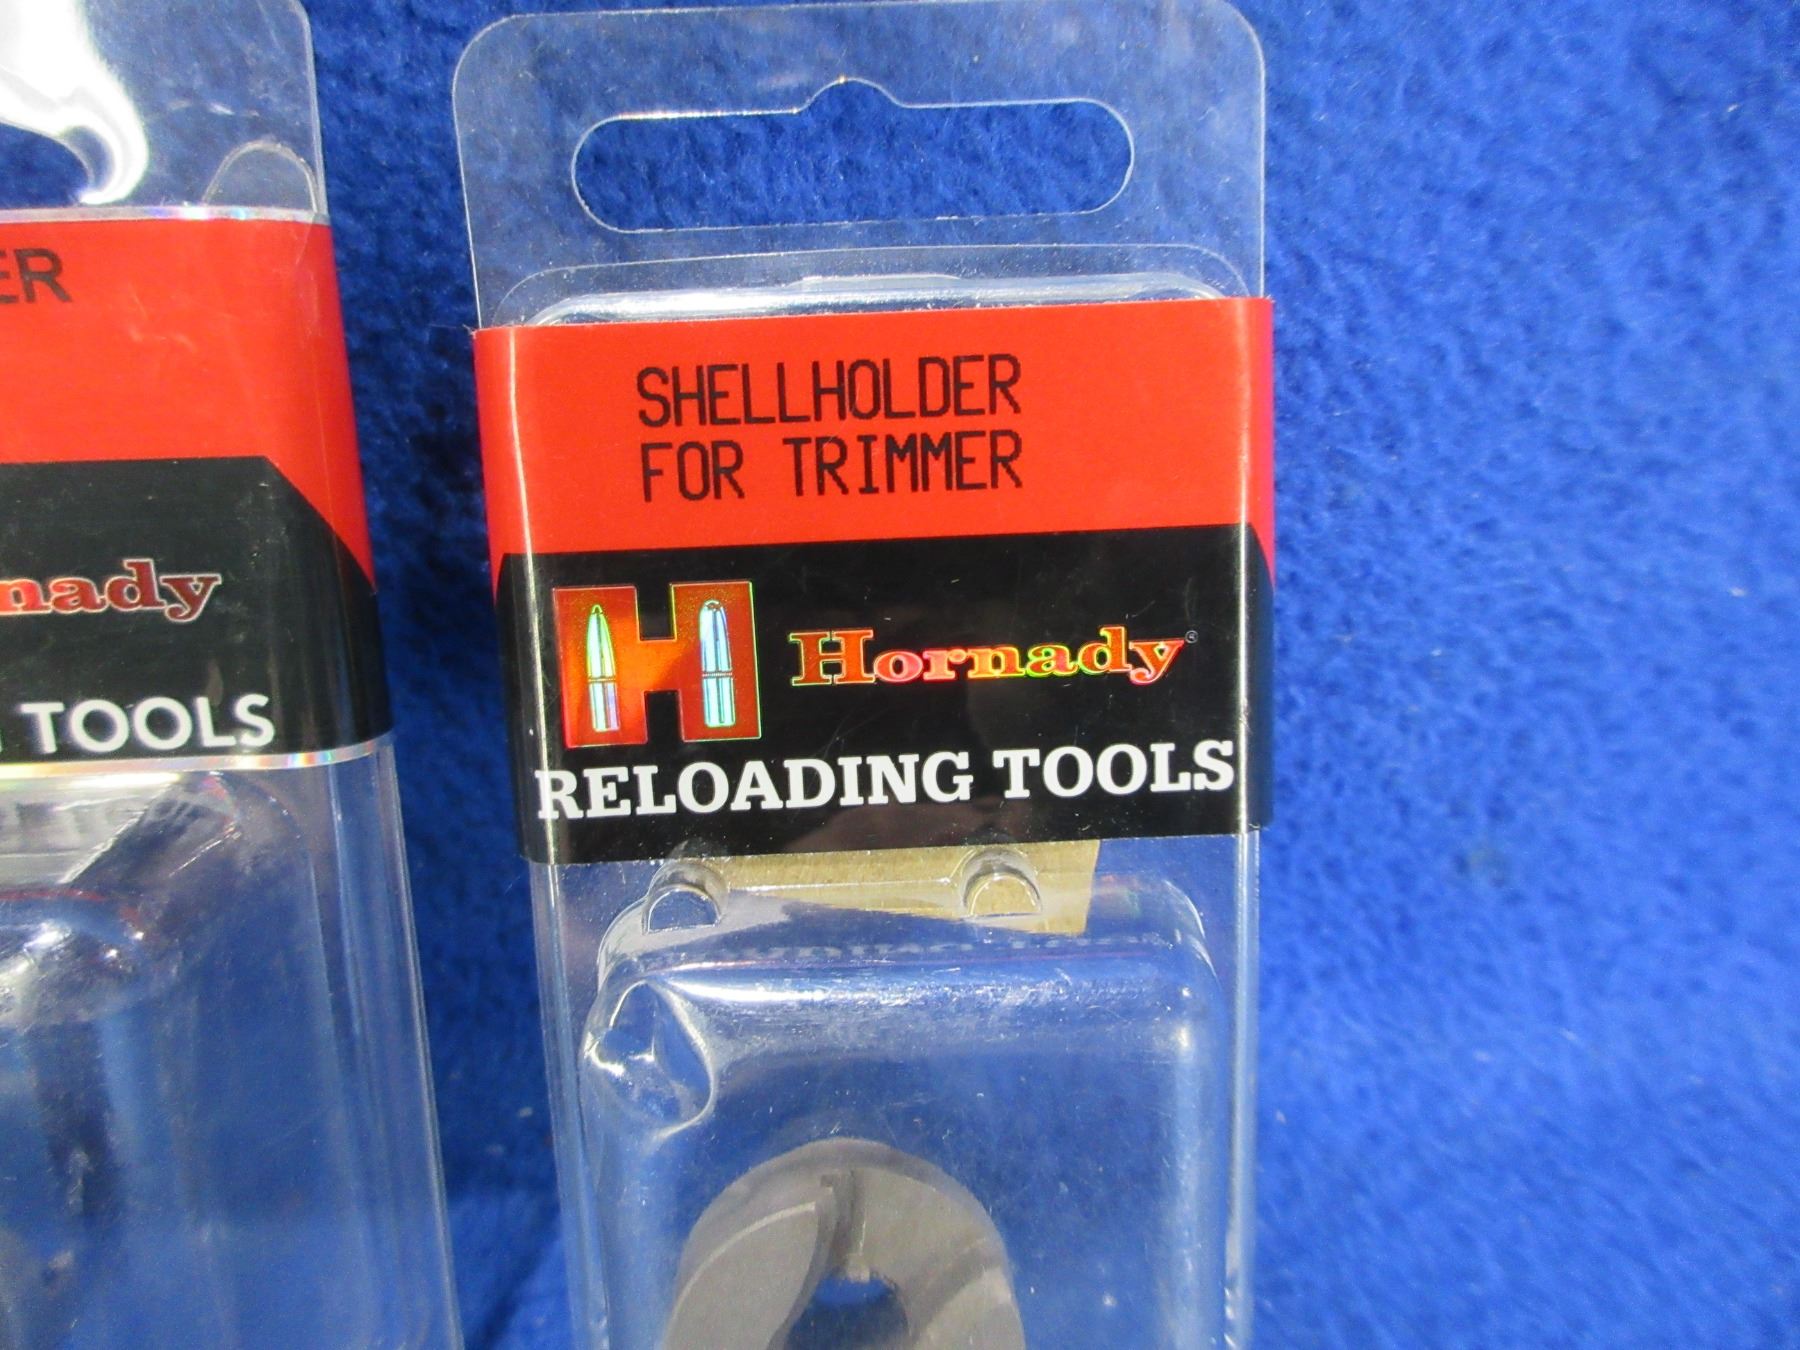 ER
nady
TOOLS
SHELLHOLDER
FOR TRIMMER
Hornady®
RELOADING TOOLS